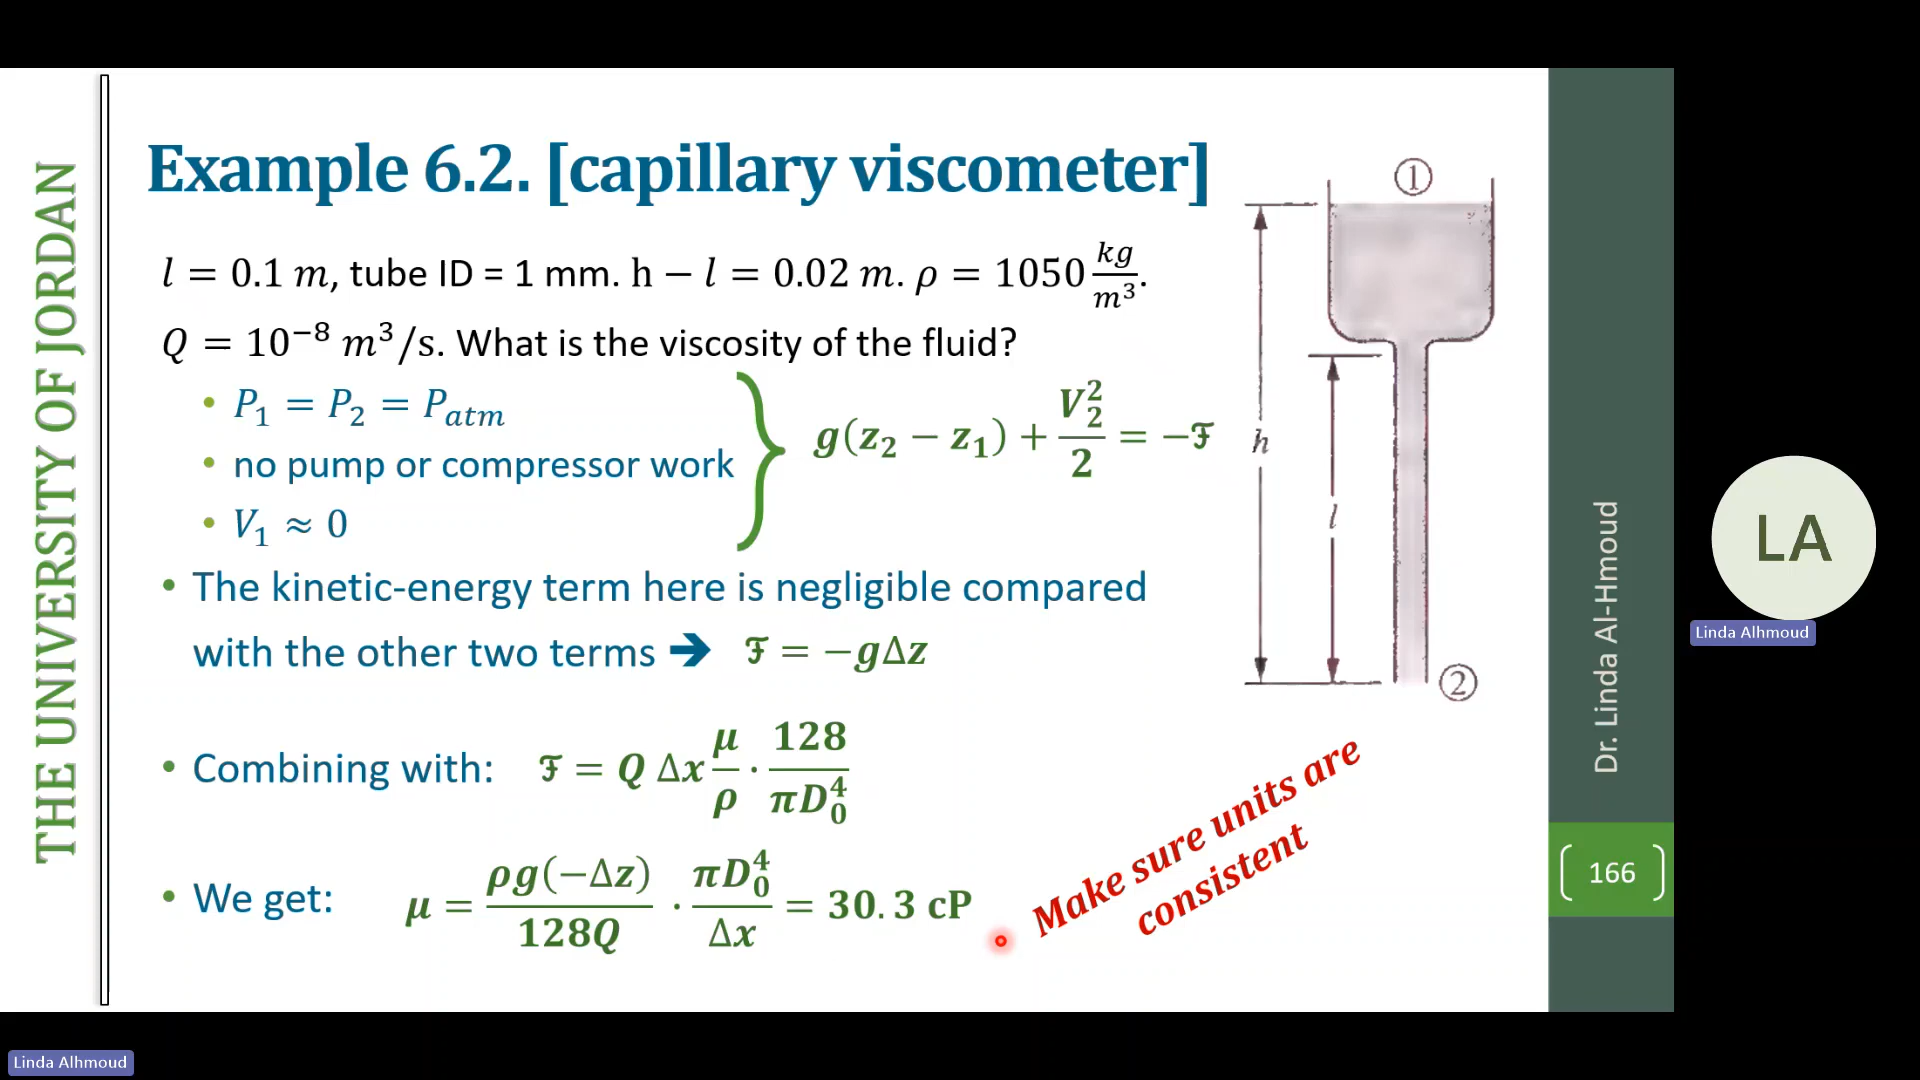 THE UNIVERSITY OF JORDAN
Example 6.2. [capillary viscometer]
l = 0.1 m, tube ID = 1 mm. h − l = 0.02 m. ρ = 1050 kg/m³.
Q = 10⁻⁸ m³/s. What is the viscosity of the fluid?
• P₁ = P₂ = Pₐₜₘ
• no pump or compressor work
• V₁ ≈ 0
g(z₂ − z₁) + V₂²/2 = −ℱ
• The kinetic-energy term here is negligible compared
with the other two terms ➔ ℱ = −gΔz
• Combining with: ℱ = Q Δx μ/ρ · 128/πD₀⁴
• We get: μ = ρg(−Δz)/128Q · πD₀⁴/Δx = 30.3 cP
Make sure units are
consistent
①
h
l
②
Dr. Linda Al-Hmoud
166
LA
Linda Alhmoud
Linda Alhmoud